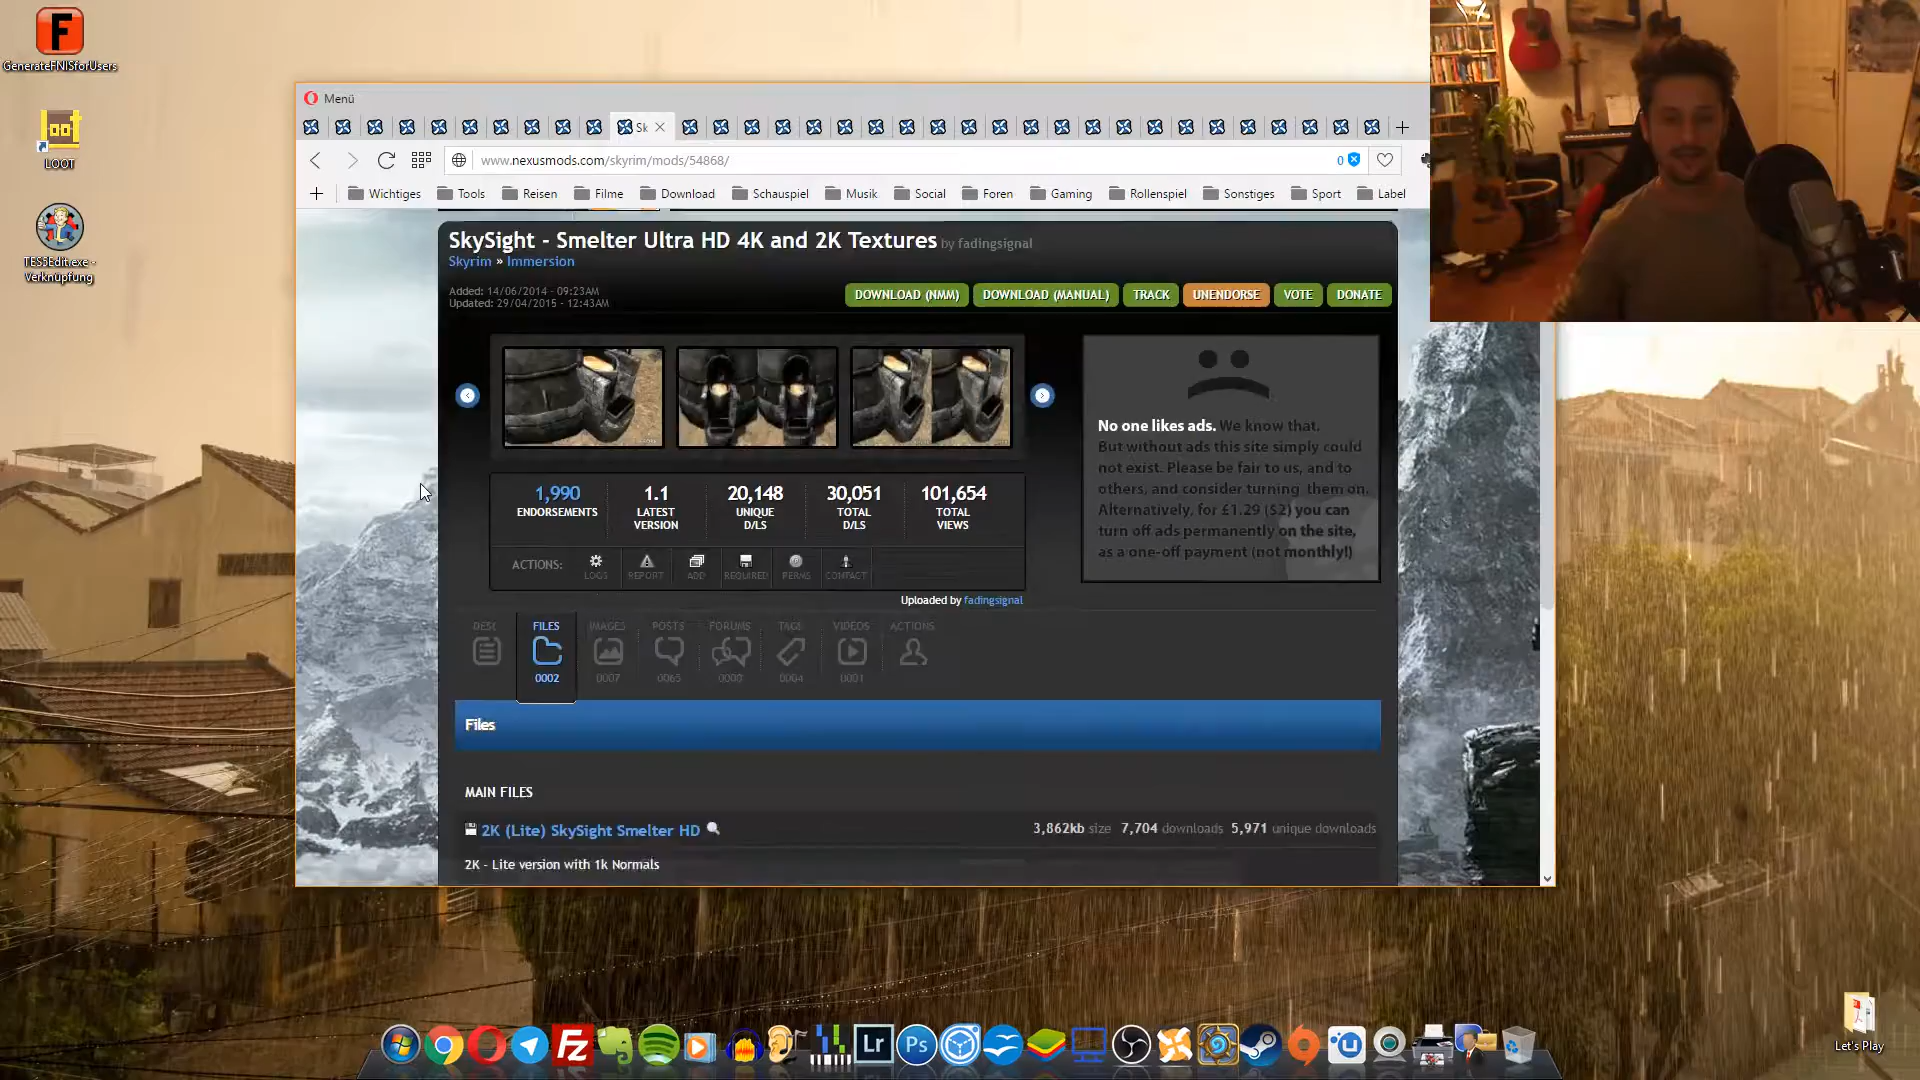 GenerateFNISforUsers
LOOT
TES5Edit.exe -
Verknüpfung
Menü
Sk
www.nexusmods.com/skyrim/mods/54868/
0
Wichtiges
Tools
Reisen
Filme
Download
Schauspiel
Musik
Social
Foren
Gaming
Rollenspiel
Sonstiges
Sport
Label
SkySight - Smelter Ultra HD 4K and 2K Textures by fadingsignal
Skyrim » Immersion
Added: 14/06/2014 - 09:23AM
Updated: 29/04/2015 - 12:43AM
DOWNLOAD (NMM)
DOWNLOAD (MANUAL)
TRACK
UNENDORSE
VOTE
DONATE
No one likes ads. We know that.
But without ads this site simply could
not exist. Please be fair to us, and to
others, and consider turning them on.
Alternatively, for £1.29 ($2) you can
turn off ads permanently on the site,
as a one-off payment (not monthly!)
1,990
ENDORSEMENTS
1.1
LATEST
VERSION
20,148
UNIQUE
D/LS
30,051
TOTAL
D/LS
101,654
TOTAL
VIEWS
ACTIONS:
LOGS
REPORT
ADD
REQUIRED
PERMS
CONTACT
Uploaded by fadingsignal
DESC
FILES
0002
IMAGES
0007
POSTS
0065
FORUMS
0000
TAGS
0004
VIDEOS
0001
ACTIONS
Files
MAIN FILES
2K (Lite) SkySight Smelter HD
3,862kb size 7,704 downloads 5,971 unique downloads
2K - Lite version with 1k Normals
Fz
Lr
Ps
Let's Play